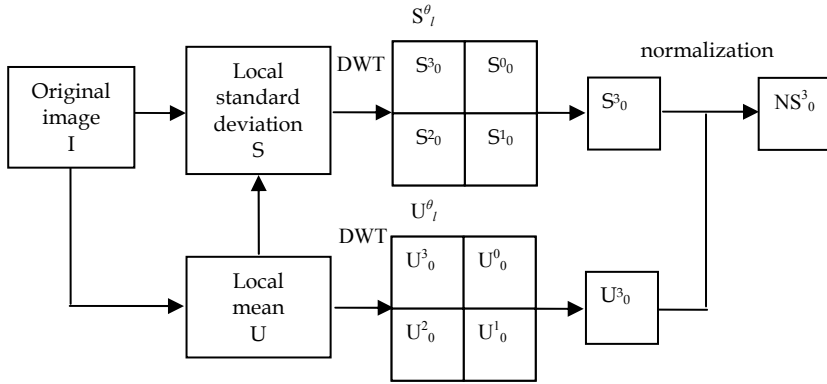 S^θ_l
normalization
DWT
Original
image
I
Local
standard
deviation
S
S³₀ S⁰₀
S²₀ S¹₀
S³₀
NS³₀
U^θ_l
DWT
Local
mean
U
U³₀ U⁰₀
U²₀ U¹₀
U³₀